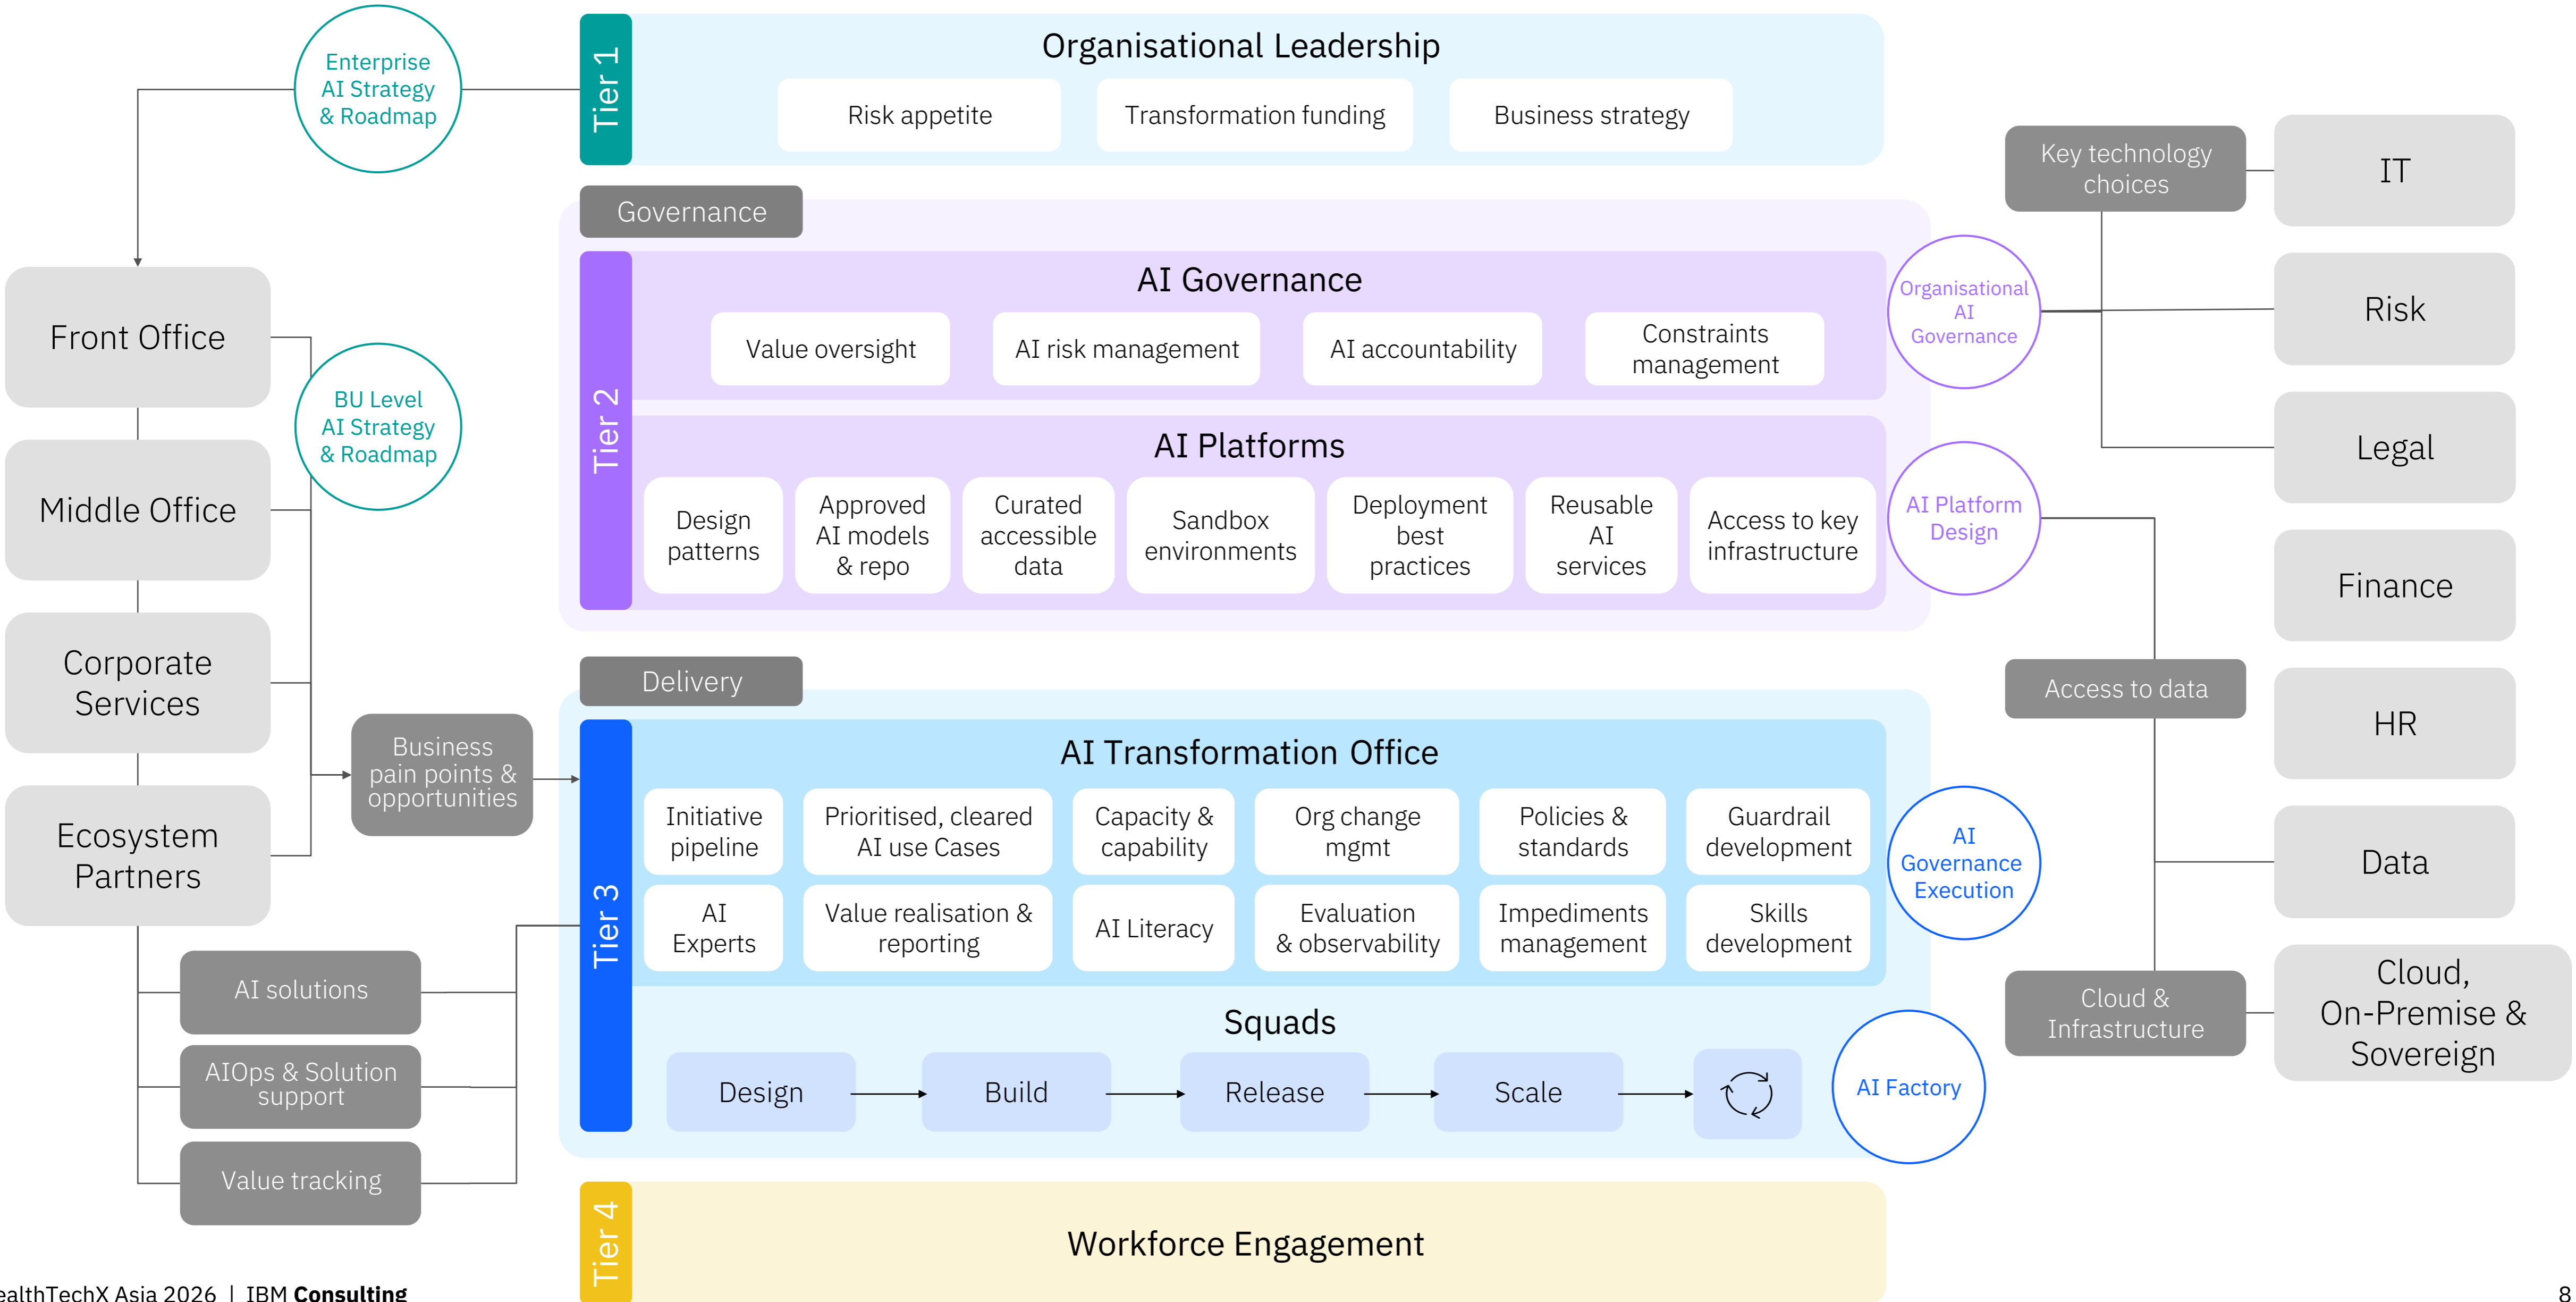 Enterprise
AI Strategy
& Roadmap
Tier 1
Organisational Leadership
Risk appetite
Transformation funding
Business strategy
Governance
Tier 2
AI Governance
Value oversight
AI risk management
AI accountability
Constraints
management
Organisational
AI
Governance
AI Platforms
Design
patterns
Approved
AI models
& repo
Curated
accessible
data
Sandbox
environments
Deployment
best
practices
Reusable
AI
services
Access to key
infrastructure
AI Platform
Design
Front Office
Middle Office
Corporate
Services
Ecosystem
Partners
BU Level
AI Strategy
& Roadmap
Business
pain points &
opportunities
AI solutions
AIOps & Solution
support
Value tracking
Delivery
Tier 3
AI Transformation Office
Initiative
pipeline
Prioritised, cleared
AI use Cases
Capacity &
capability
Org change
mgmt
Policies &
standards
Guardrail
development
AI
Experts
Value realisation &
reporting
AI Literacy
Evaluation
& observability
Impediments
management
Skills
development
AI
Governance
Execution
Squads
Design
Build
Release
Scale
AI Factory
Tier 4
Workforce Engagement
Key technology
choices
Access to data
Cloud &
Infrastructure
IT
Risk
Legal
Finance
HR
Data
Cloud,
On-Premise &
Sovereign
ealthTechX Asia 2026 | IBM Consulting
8